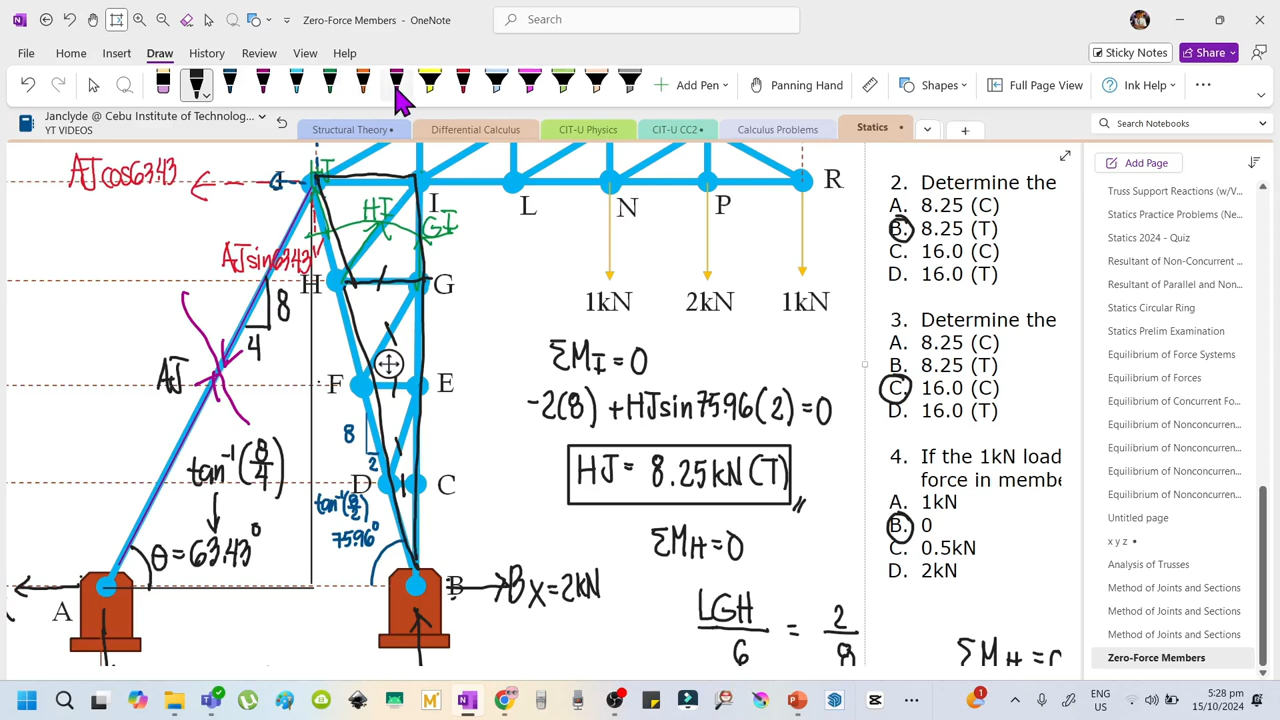 Zero-Force Members - OneNote
Search
File Home Insert Draw History Review View Help
Sticky Notes Share
Add Pen Panning Hand Shapes Full Page View Ink Help
Janclyde @ Cebu Institute of Technolog...
YT VIDEOS
Structural Theory Differential Calculus CIT-U Physics CIT-U CC2 Calculus Problems Statics
Search Notebooks
Add Page
Truss Support Reactions (w/V...
Statics Practice Problems (Ne...
Statics 2024 - Quiz
Resultant of Non-Concurrent ...
Resultant of Parallel and Non...
Statics Circular Ring
Statics Prelim Examination
Equilibrium of Force Systems
Equilibrium of Forces
Equilibrium of Concurrent Fo...
Equilibrium of Nonconcurren...
Equilibrium of Nonconcurren...
Equilibrium of Nonconcurren...
Equilibrium of Nonconcurren...
Untitled page
x y z
Analysis of Trusses
Method of Joints and Sections
Method of Joints and Sections
Method of Joints and Sections
Zero-Force Members
AJcos63.43
AJsin63.43
HI
GI
I
L
N
P
R
H
G
F
E
D
C
A
B
8
4
AJ
8
2
tan⁻¹(8/4)
θ = 63.43°
tan⁻¹(8/2)
75.96°
Bx=2kN
1kN
2kN
1kN
ΣM_I=0
-2(8) +HJsin75.96(2)=0
HJ= 8.25kN(T)
ΣM_H=0
LGH/6 = 2/8
2. Determine the
A. 8.25 (C)
B. 8.25 (T)
C. 16.0 (C)
D. 16.0 (T)
3. Determine the
A. 8.25 (C)
B. 8.25 (T)
C. 16.0 (C)
D. 16.0 (T)
4. If the 1kN load
force in membe
A. 1kN
B. 0
C. 0.5kN
D. 2kN
ENG
PH
5:28 pm
15/10/2024